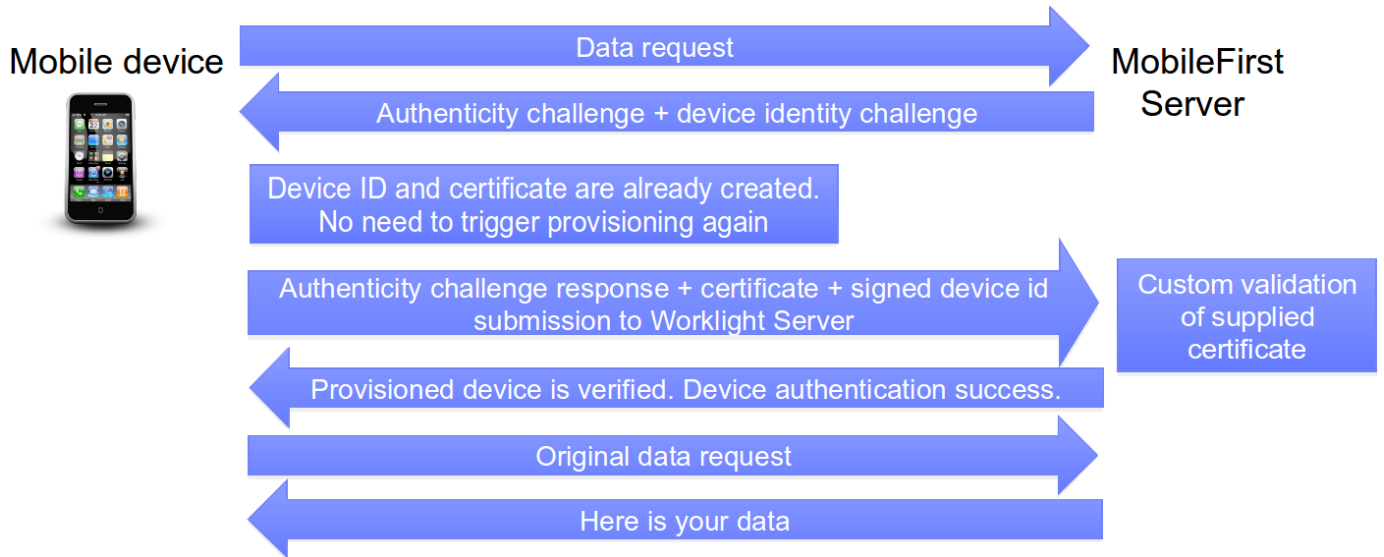 Data request
Mobile device
MobileFirst
Server
Authenticity challenge + device identity challenge
Device ID and certificate are already created.
No need to trigger provisioning again
Authenticity challenge response + certificate + signed device id
submission to Worklight Server
Custom validation
of supplied
certificate
Provisioned device is verified. Device authentication success.
Original data request
Here is your data